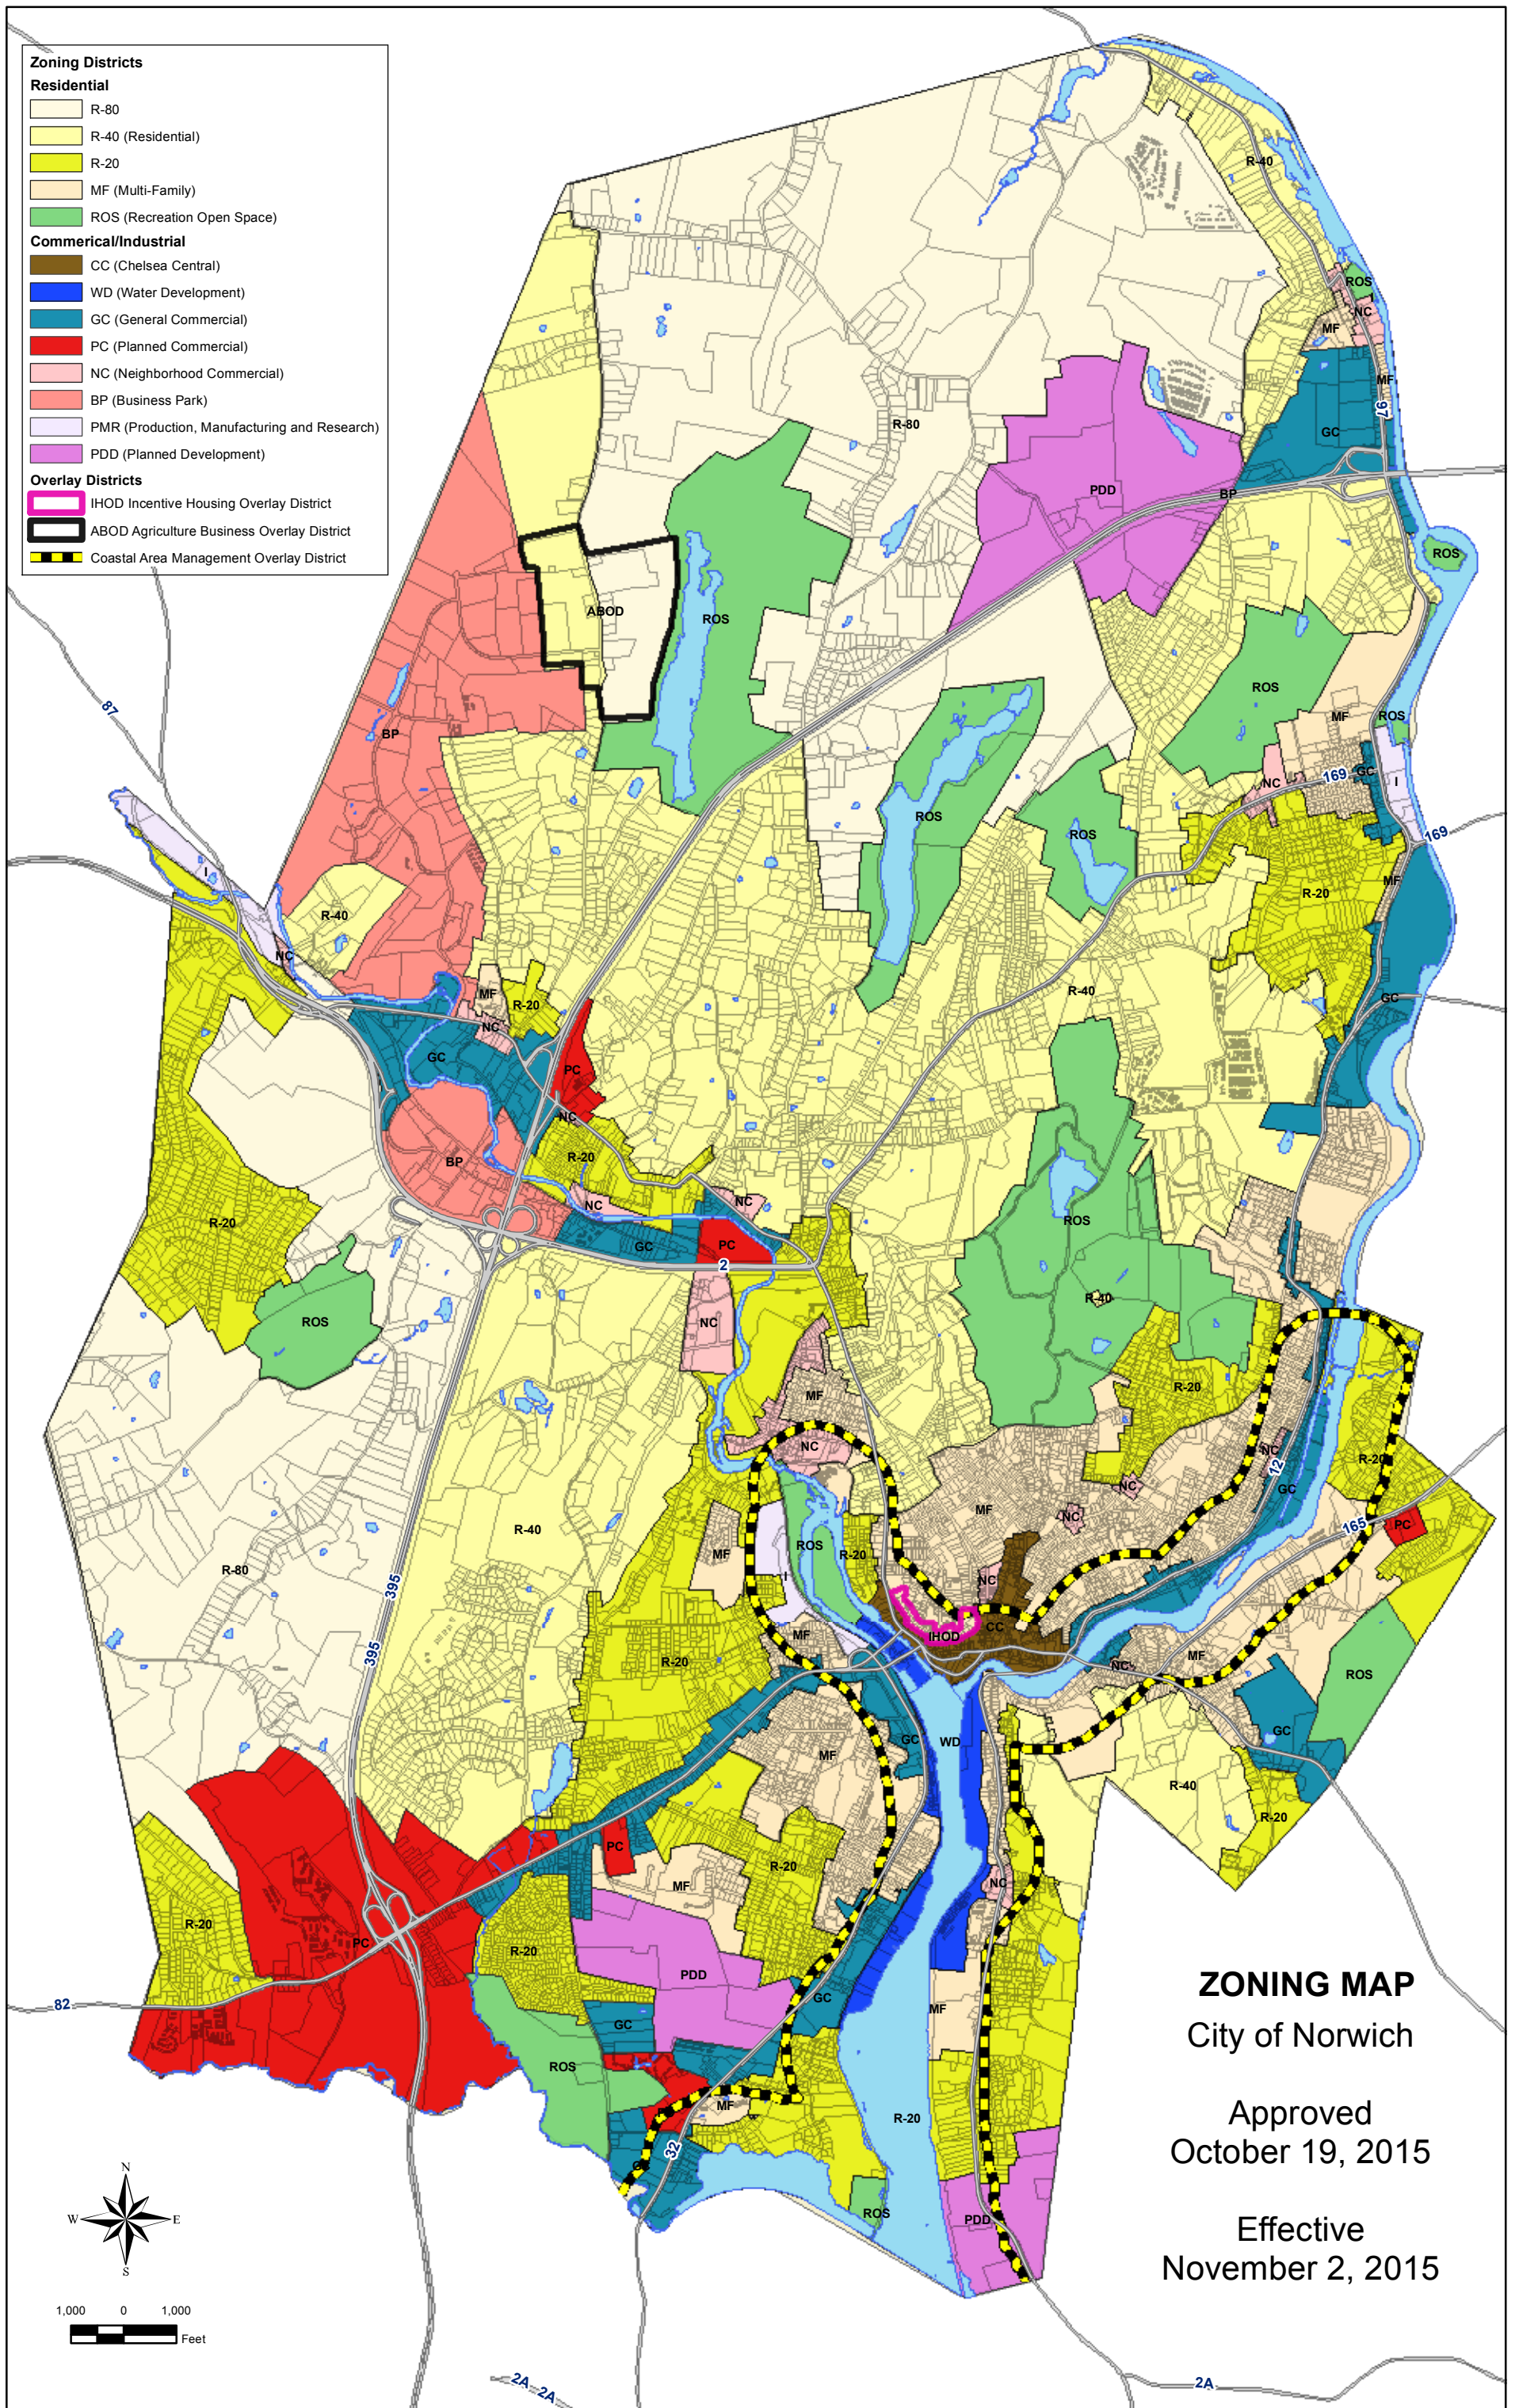 Zoning Districts
Residential
R-80
R-40 (Residential)
R-20
MF (Multi-Family)
ROS (Recreation Open Space)
Commerical/Industrial
CC (Chelsea Central)
WD (Water Development)
GC (General Commercial)
PC (Planned Commercial)
NC (Neighborhood Commercial)
BP (Business Park)
PMR (Production, Manufacturing and Research)
PDD (Planned Development)
Overlay Districts
IHOD Incentive Housing Overlay District
ABOD Agriculture Business Overlay District
Coastal Area Management Overlay District
R-40
ROS
I
NC
MF
MF
97
R-80
GC
PDD
BP
ROS
ABOD
ROS
ROS
87
BP
MF
ROS
169
GC
NC
I
ROS
ROS
169
I
MF
R-20
R-40
NC
MF
R-20
NC
R-40
GC
GC
PC
NC
R-20
BP
NC
NC
R-20
GC
PC
2
ROS
R-40
ROS
NC
MF
R-20
NC
NC
R-20
12
NC
GC
MF
NC
165
PC
R-40
MF
ROS
R-20
I
NC
R-80
395
IHOD
CC
MF
395
R-20
NC
MF
ROS
GC
WD
GC
MF
R-40
R-20
PC
R-20
MF
NC
R-20
PC
R-20
PDD
GC
MF
82
GC
ROS
MF
R-20
32
ROS
PDD
ZONING MAP
City of Norwich
Approved
October 19, 2015
Effective
November 2, 2015
N
W
E
S
1,000 0 1,000
Feet
2A
2A
2A